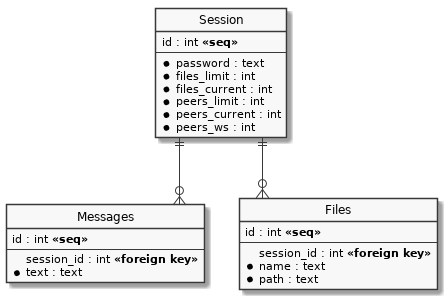 Session
id : int «seq»
password : text
files_limit : int
files_current : int
peers_limit : int
peers_current : int
peers_ws : int
Messages
id : int «seq»
session_id : int «foreign key»
text : text
Files
id : int «seq»
session_id : int «foreign key»
name : text
path : text